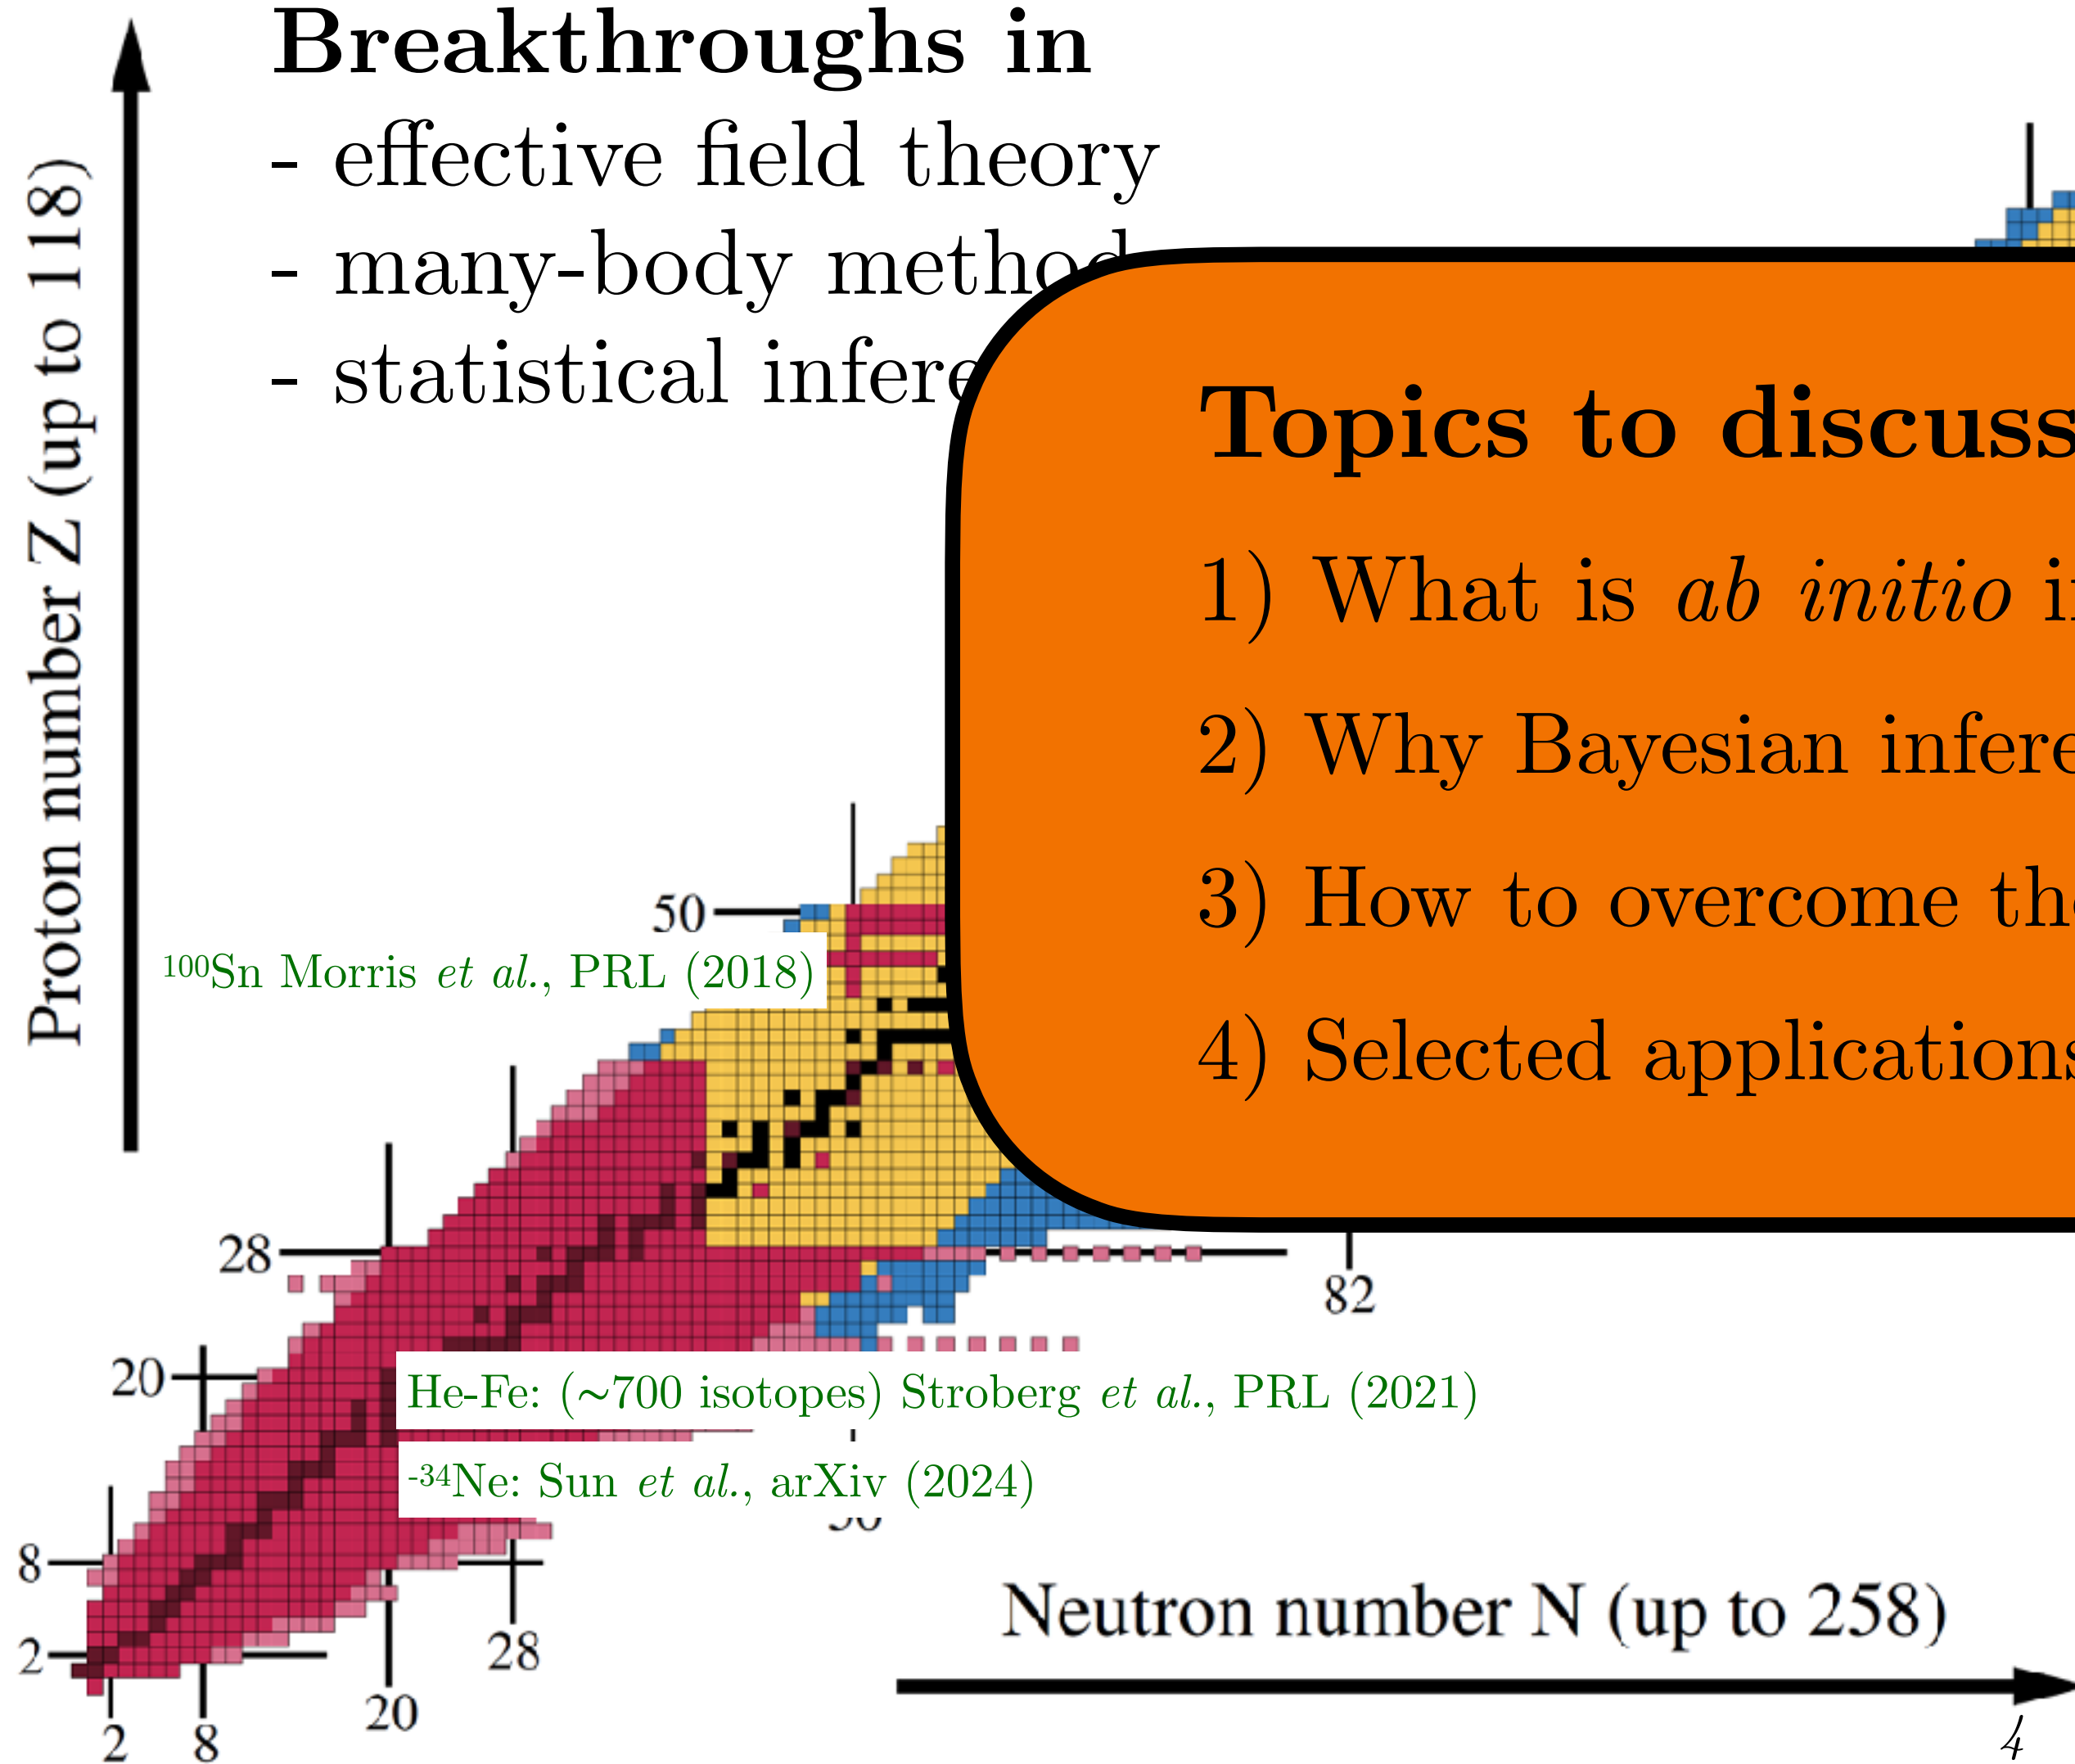 Breakthroughs in
- effective field theory
- many-body method
- statistical infere
Proton number Z (up to 118)
Topics to discuss
1) What is ab initio
2) Why Bayesian infere
3) How to overcome the
4) Selected applications
50
¹⁰⁰Sn Morris et al., PRL (2018)
28
82
20
He-Fe: (~700 isotopes) Stroberg et al., PRL (2021)
⁻³⁴Ne: Sun et al., arXiv (2024)
8
Neutron number N (up to 258)
2
28
20
2
8
4